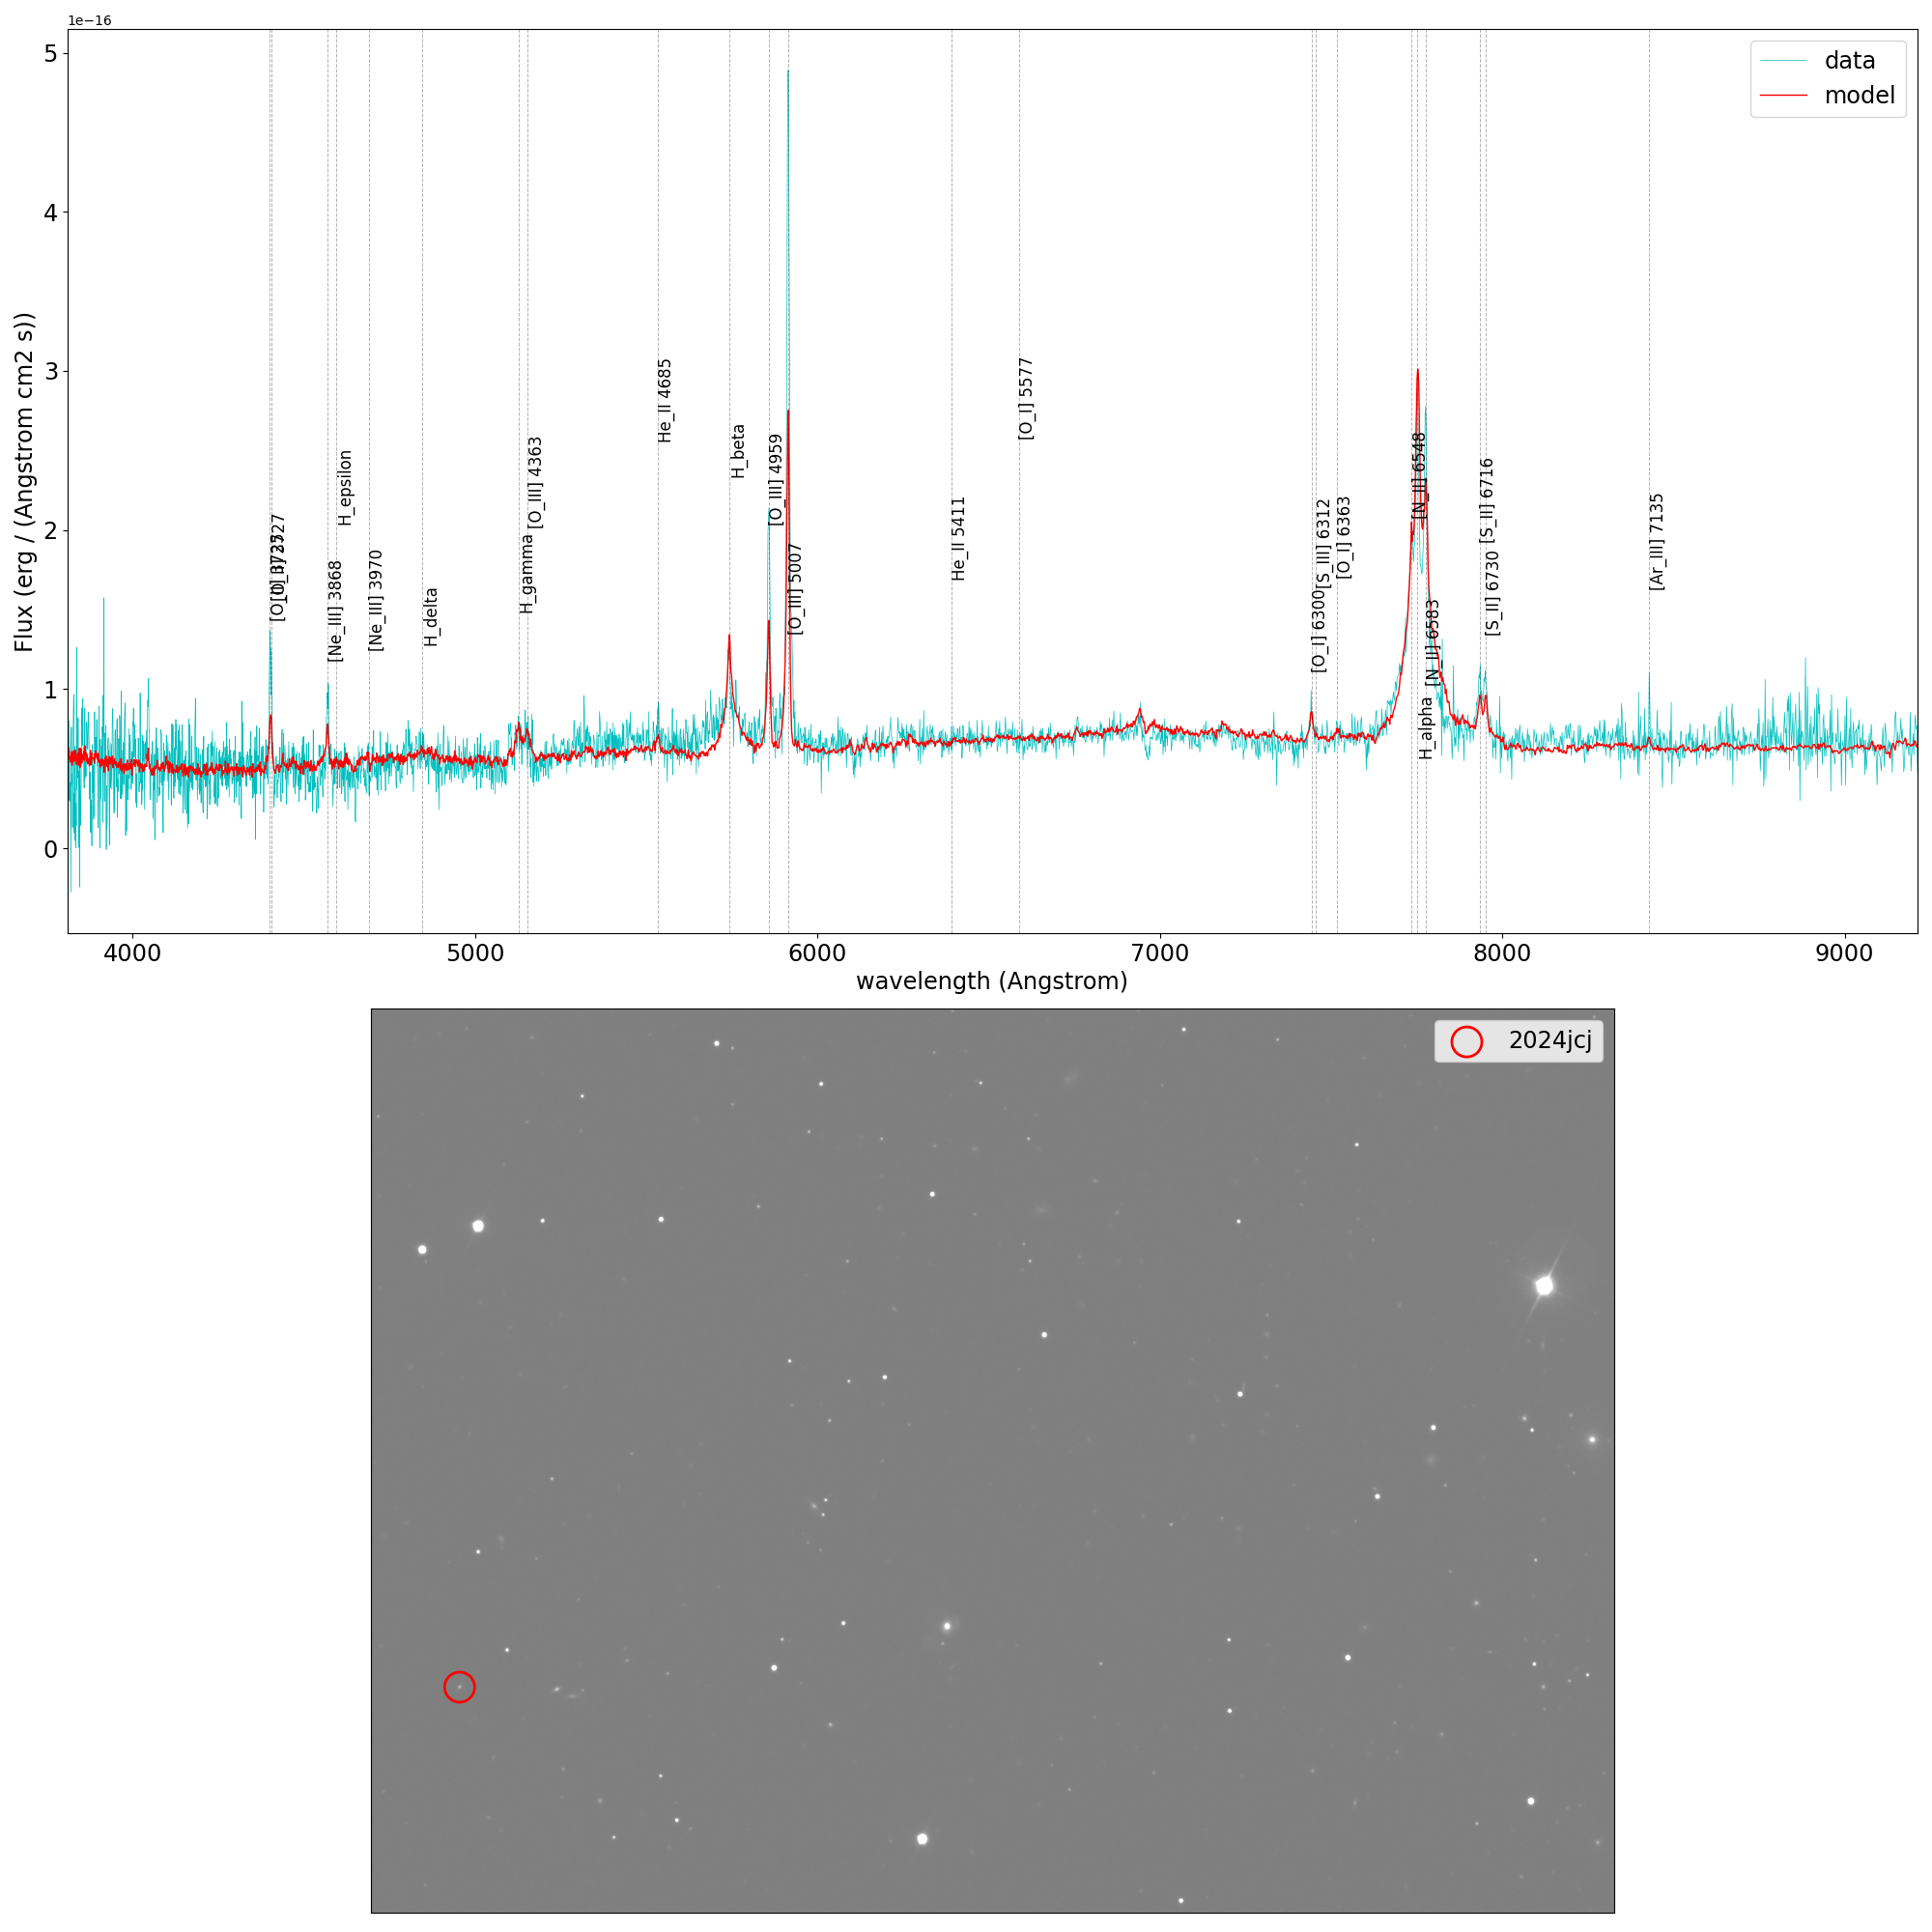 1e−16
data
model
Flux (erg / (Angstrom cm2 s))
5
4
3
2
1
0
[Ne_III] 3868
H_epsilon
[Ne_III] 3970
H_delta
H_gamma
[O_III] 4363
He_II 4685
H_beta
[O_III] 4959
[O_III] 5007
He_II 5411
[O_I] 5577
[O_I] 6300
[S_III] 6312
[O_I] 6363
[N_II] 6548
H_alpha
[N_II] 6583
[S_II] 6716
[S_II] 6730
[Ar_III] 7135
4000
5000
6000
7000
8000
9000
wavelength (Angstrom)
2024jcj